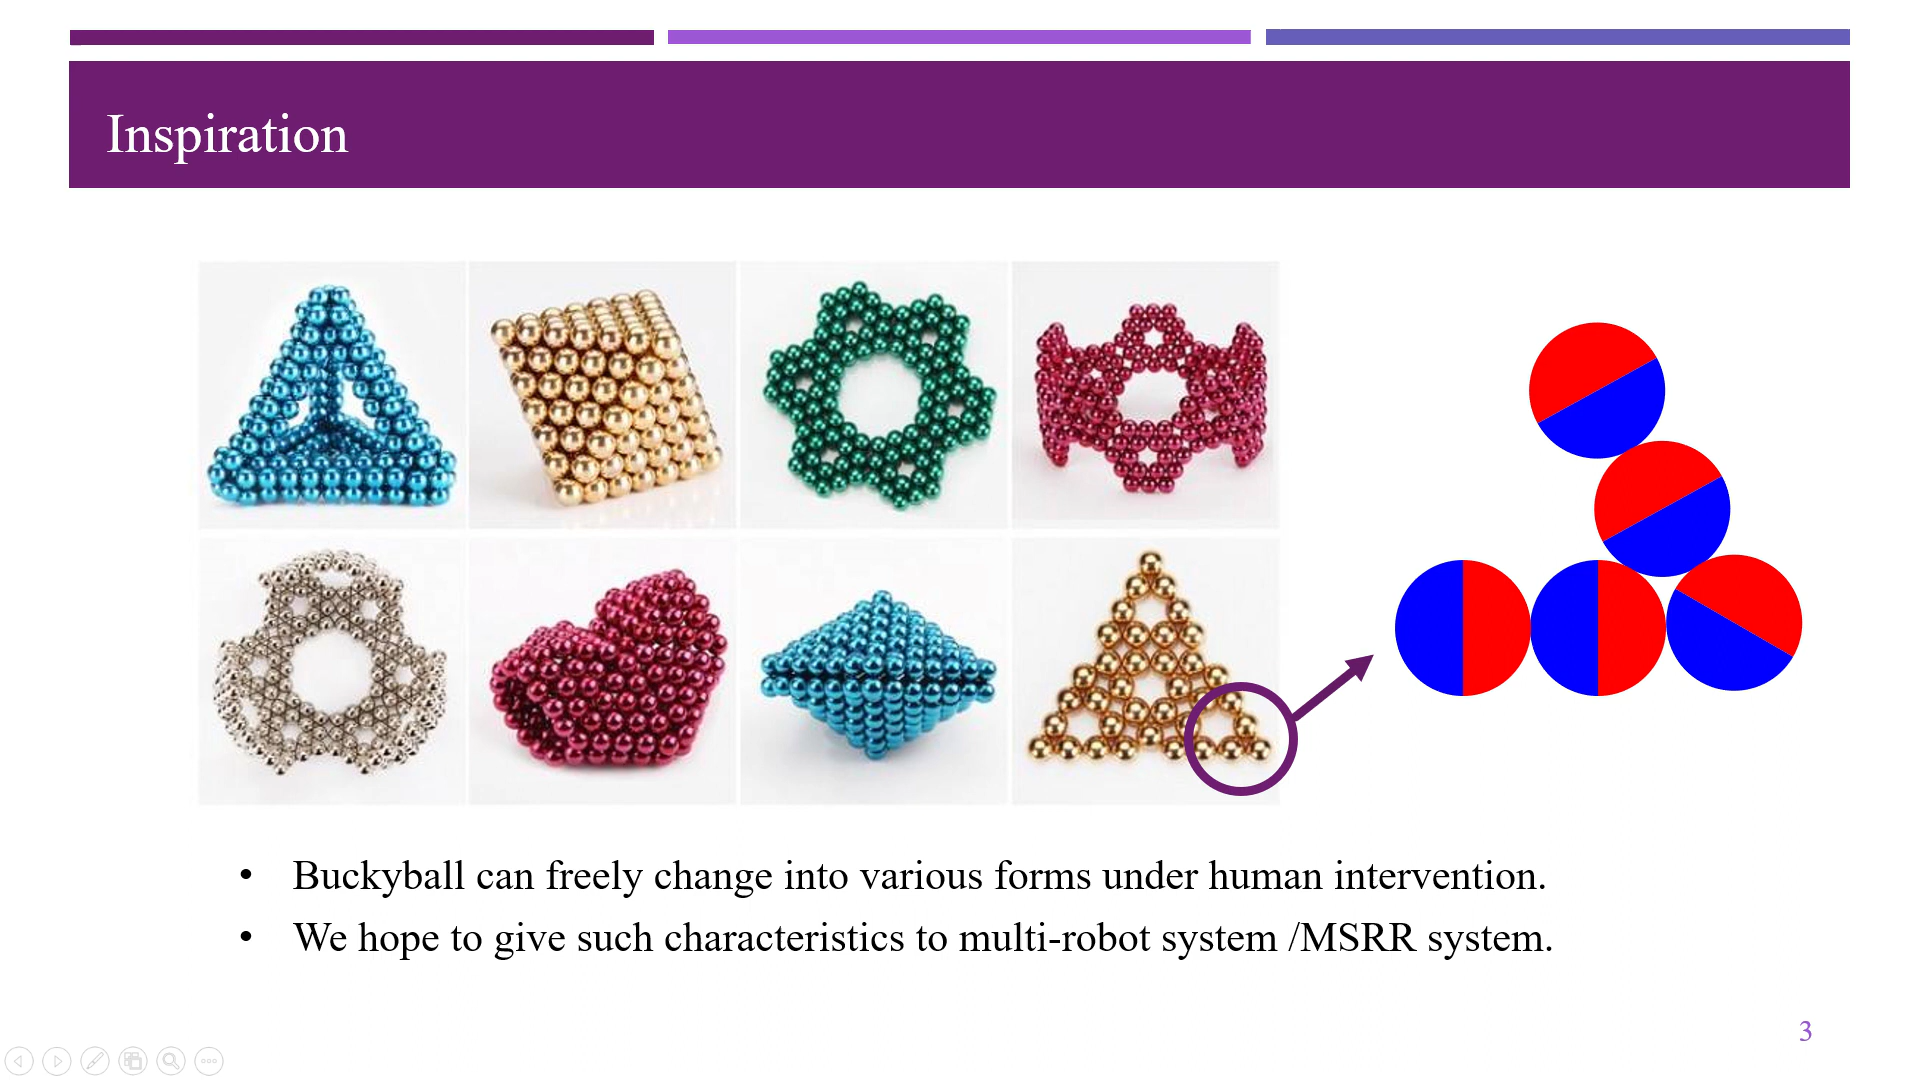 Inspiration
• Buckyball can freely change into various forms under human intervention.
• We hope to give such characteristics to multi-robot system /MSRR system.
3